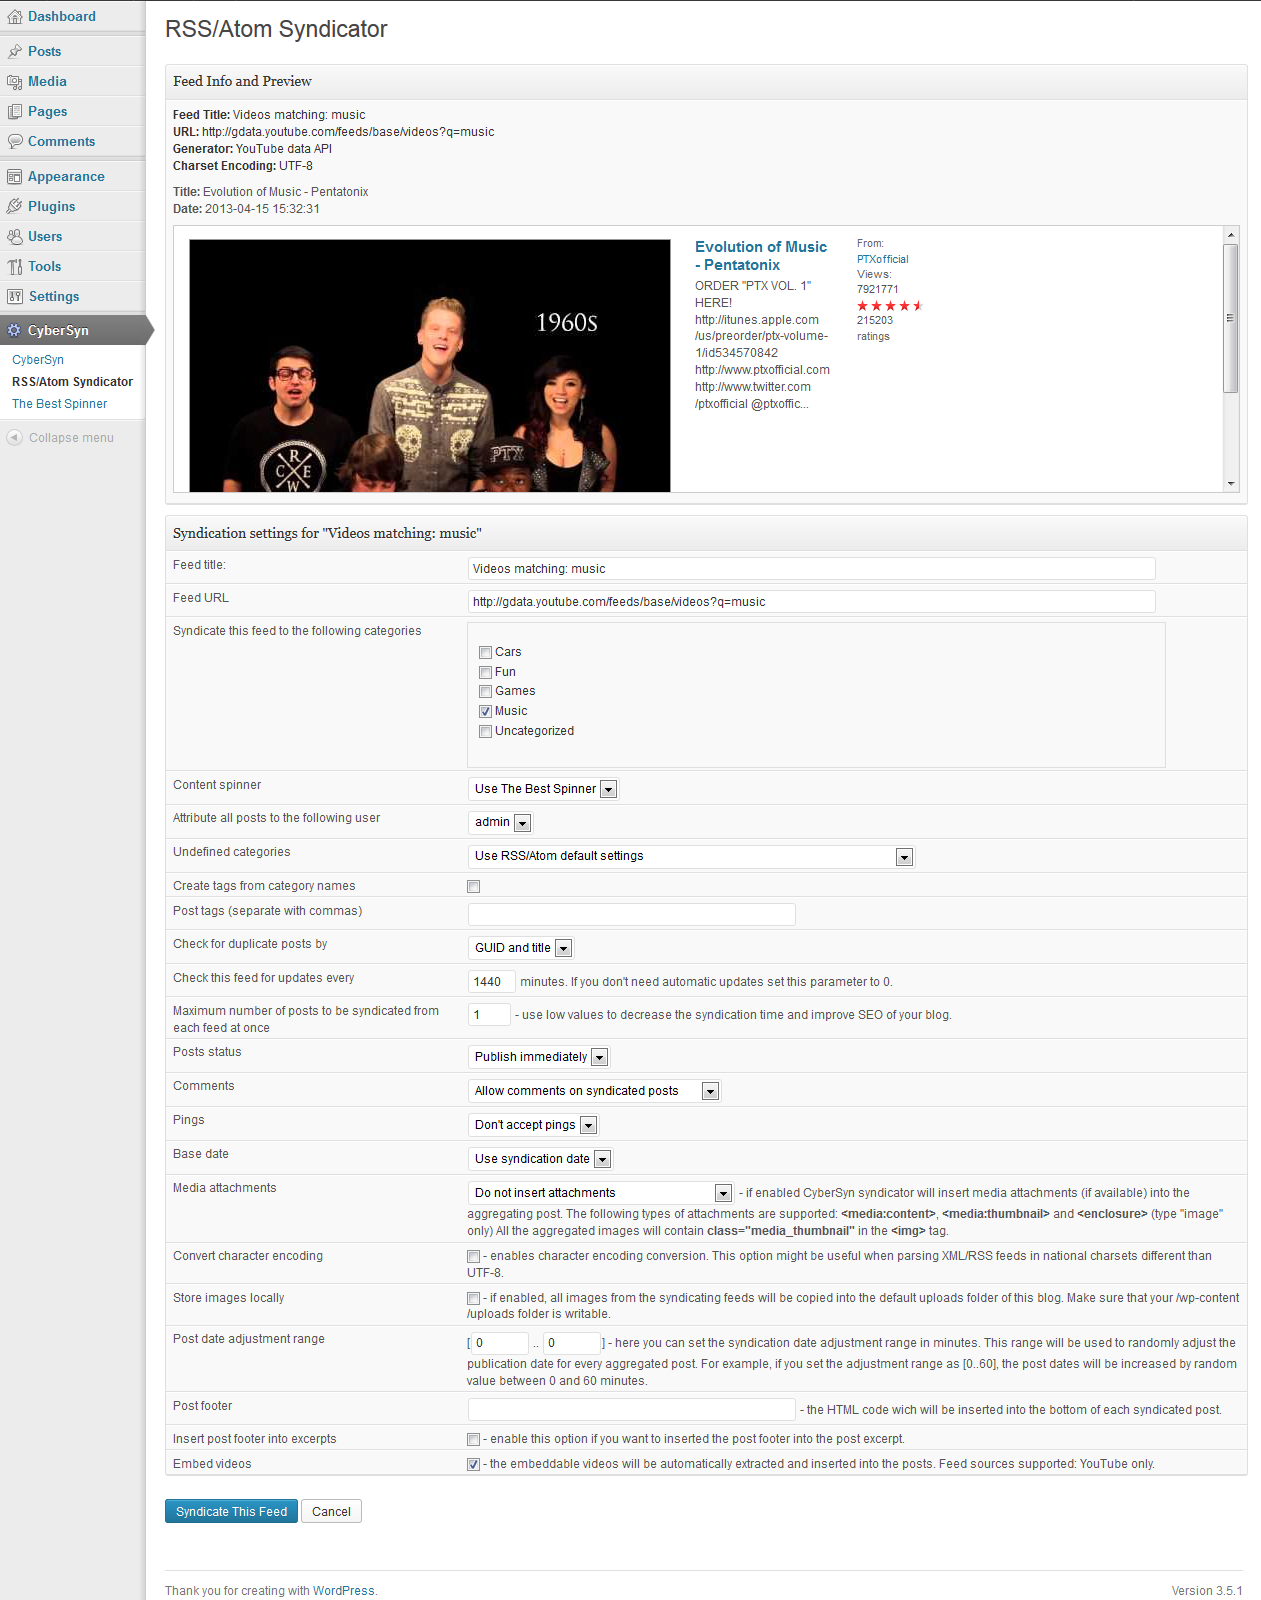 Dashboard
Posts
Media
Pages
Comments
Appearance
Plugins
Users
Tools
Settings
CyberSyn
CyberSyn
RSS/Atom Syndicator
The Best Spinner
Collapse menu
RSS/Atom Syndicator
Feed Info and Preview
Feed Title: Videos matching: music
URL: http://gdata.youtube.com/feeds/base/videos?q=music
Generator: YouTube data API
Charset Encoding: UTF-8
Title: Evolution of Music - Pentatonix
Date: 2013-04-15 15:32:31
1960s
CREW
PTX
Evolution of Music
- Pentatonix
ORDER "PTX VOL. 1"
HERE!
http://itunes.apple.com
/us/preorder/ptx-volume-
1/id534570842
http://www.ptxofficial.com
http://www.twitter.com
/ptxofficial @ptxoffic...
From:
PTXofficial
Views:
7921771
215203
ratings
Syndication settings for "Videos matching: music"
Feed title:
Videos matching: music
Feed URL
http://gdata.youtube.com/feeds/base/videos?q=music
Syndicate this feed to the following categories
Cars
Fun
Games
Music
Uncategorized
Content spinner
Use The Best Spinner
Attribute all posts to the following user
admin
Undefined categories
Use RSS/Atom default settings
Create tags from category names
Post tags (separate with commas)
Check for duplicate posts by
GUID and title
Check this feed for updates every
1440 minutes. If you don't need automatic updates set this parameter to 0.
Maximum number of posts to be syndicated from
each feed at once
1 - use low values to decrease the syndication time and improve SEO of your blog.
Posts status
Publish immediately
Comments
Allow comments on syndicated posts
Pings
Don't accept pings
Base date
Use syndication date
Media attachments
Do not insert attachments - if enabled CyberSyn syndicator will insert media attachments (if available) into the
aggregating post. The following types of attachments are supported: <media:content>, <media:thumbnail> and <enclosure> (type "image"
only) All the aggregated images will contain class="media_thumbnail" in the <img> tag.
Convert character encoding
- enables character encoding conversion. This option might be useful when parsing XML/RSS feeds in national charsets different than
UTF-8.
Store images locally
- if enabled, all images from the syndicating feeds will be copied into the default uploads folder of this blog. Make sure that your /wp-content
/uploads folder is writable.
Post date adjustment range
[ 0 .. 0 ] - here you can set the syndication date adjustment range in minutes. This range will be used to randomly adjust the
publication date for every aggregated post. For example, if you set the adjustment range as [0..60], the post dates will be increased by random
value between 0 and 60 minutes.
Post footer
- the HTML code wich will be inserted into the bottom of each syndicated post.
Insert post footer into excerpts
- enable this option if you want to inserted the post footer into the post excerpt.
Embed videos
- the embeddable videos will be automatically extracted and inserted into the posts. Feed sources supported: YouTube only.
Syndicate This Feed
Cancel
Thank you for creating with WordPress.
Version 3.5.1